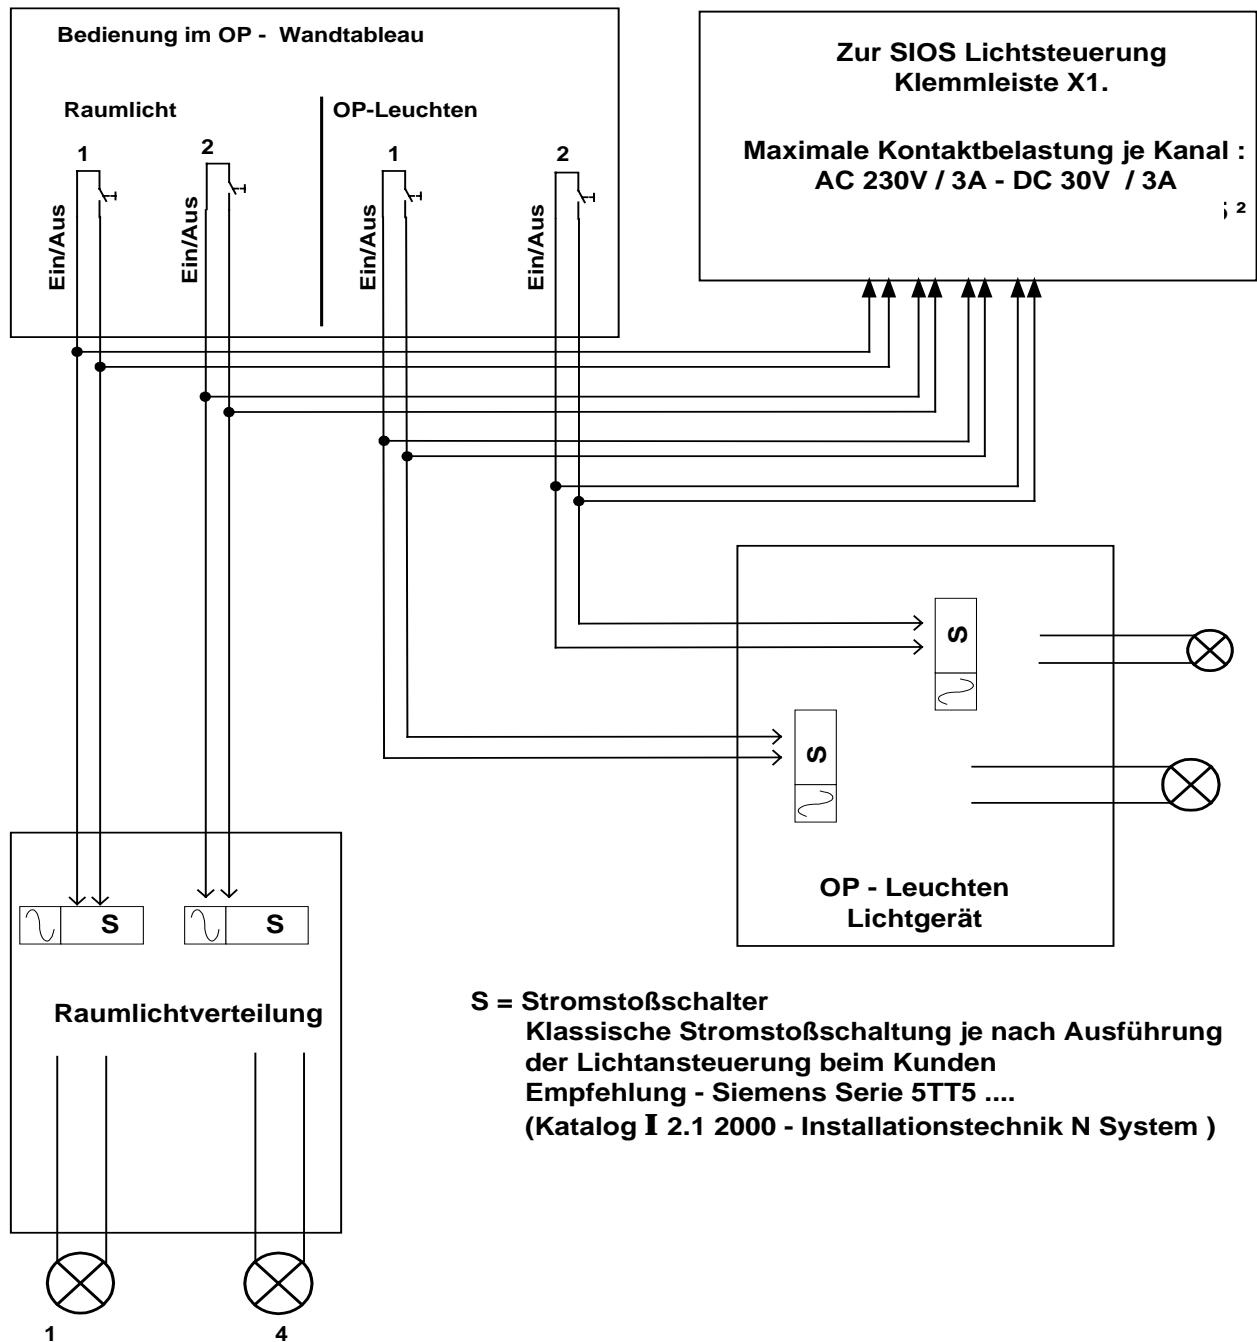 Bedienung im OP - Wandtableau
Raumlicht
OP-Leuchten
1
2
1
2
Ein/Aus
Ein/Aus
Ein/Aus
Ein/Aus
Zur SIOS Lichtsteuerung
Klemmleiste X1.
Maximale Kontaktbelastung je Kanal :
AC 230V / 3A - DC 30V / 3A
²
S
S
OP - Leuchten
Lichtgerät
S
S
Raumlichtverteilung
1
4
S = Stromstoßschalter
Klassische Stromstoßschaltung je nach Ausführung
der Lichtansteuerung beim Kunden
Empfehlung - Siemens Serie 5TT5 ....
(Katalog I 2.1 2000 - Installationstechnik N System )